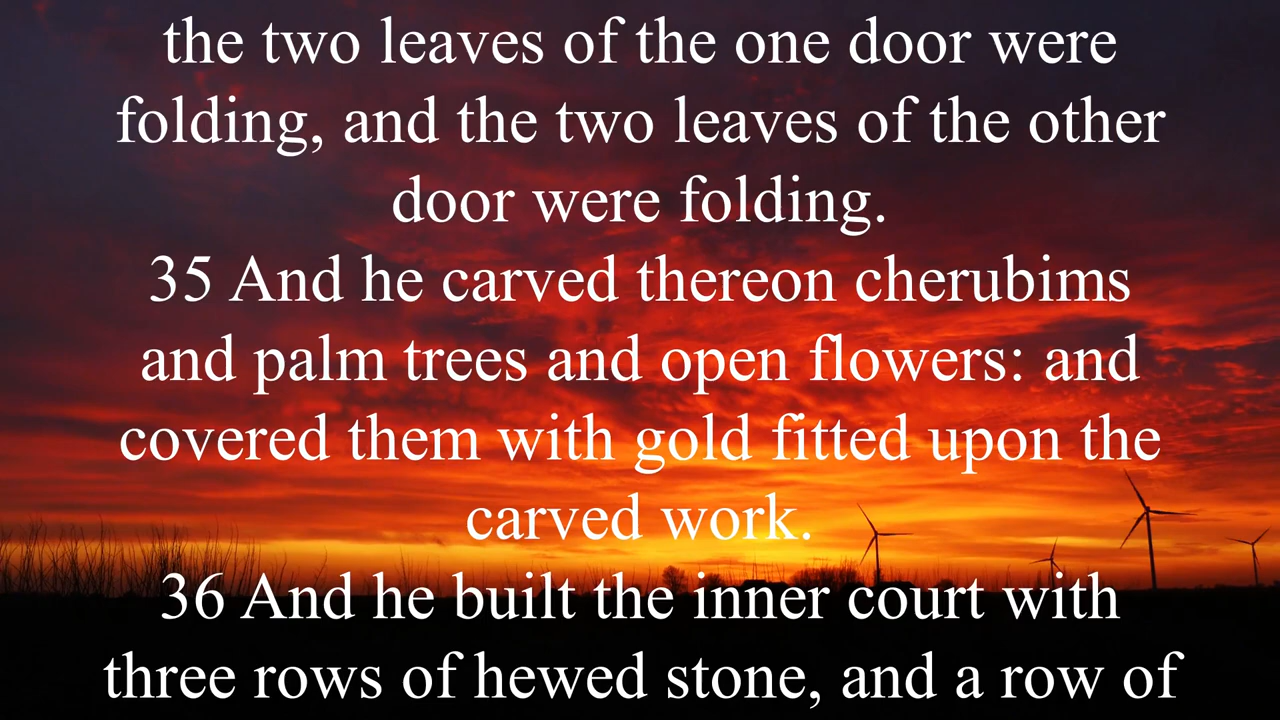 the two leaves of the one door were
folding, and the two leaves of the other
door were folding.
35 And he carved thereon cherubims
and palm trees and open flowers: and
covered them with gold fitted upon the
carved work.
36 And he built the inner court with
three rows of hewed stone, and a row of